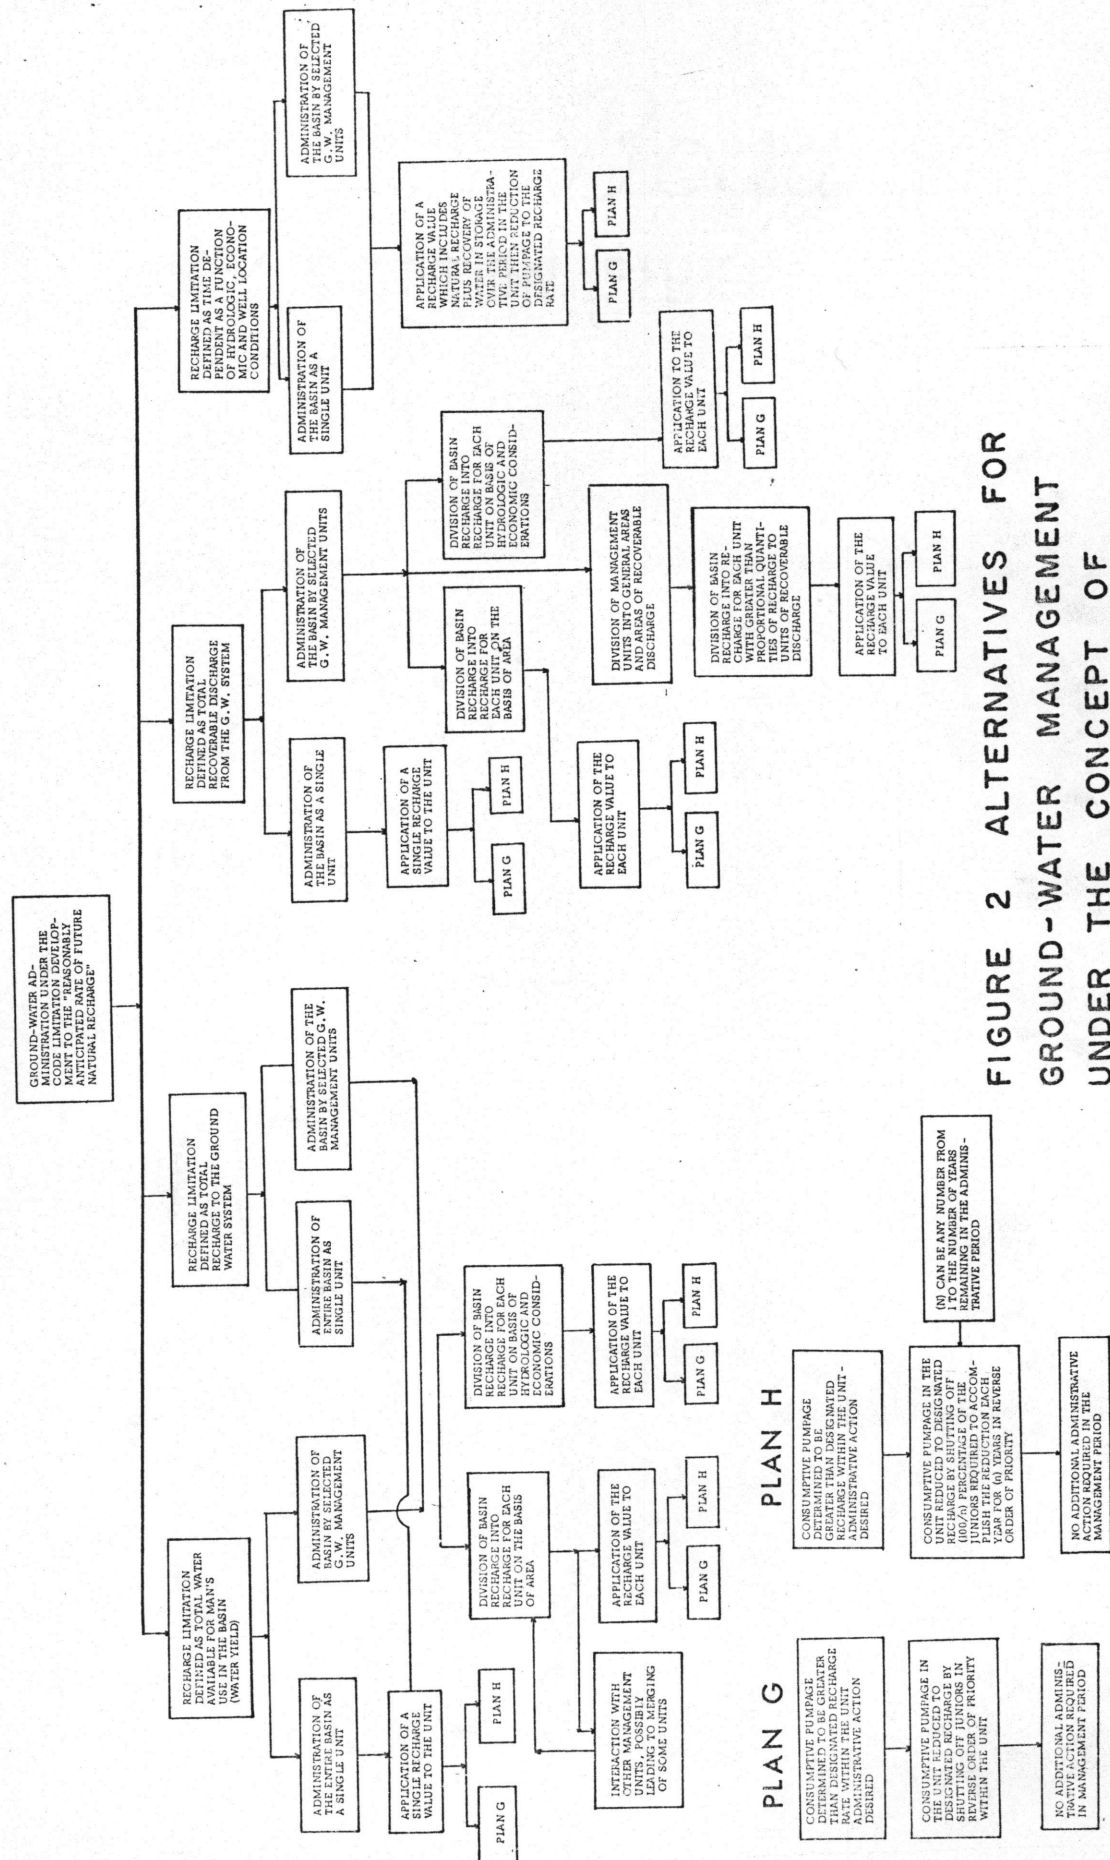 GROUND-WATER AD-
MINISTRATION UNDER THE
CODE LIMITATION DEVELOP-
MENT TO THE "REASONABLY
ANTICIPATED RATE OF FUTURE
NATURAL RECHARGE"
RECHARGE LIMITATION
DEFINED AS TOTAL WATER
AVAILABLE FOR MAN'S
USE IN THE BASIN
(WATER YIELD)
RECHARGE LIMITATION
DEFINED AS TOTAL
RECHARGE TO THE GROUND
WATER SYSTEM
RECHARGE LIMITATION
DEFINED AS TOTAL
RECOVERABLE DISCHARGE
FROM THE G.W. SYSTEM
RECHARGE LIMITATION
DEFINED AS TIME DE-
PENDENT AS A FUNCTION
OF HYDROLOGIC, ECONO-
MIC AND WELL LOCATION
CONDITIONS
ADMINISTRATION OF
THE ENTIRE BASIN AS
A SINGLE UNIT
ADMINISTRATION OF
BASIN BY SELECTED
G.W. MANAGEMENT
UNITS
ADMINISTRATION OF
ENTIRE BASIN AS
SINGLE UNIT
ADMINISTRATION OF THE
BASIN BY SELECTED G.W.
MANAGEMENT UNITS
ADMINISTRATION OF
THE BASIN AS A SINGLE
UNIT
ADMINISTRATION OF
THE BASIN BY SELECTED
G.W. MANAGEMENT UNITS
ADMINISTRATION OF
THE BASIN AS A
SINGLE UNIT
ADMINISTRATION OF
THE BASIN BY SELECTED
G.W. MANAGEMENT
UNITS
APPLICATION OF A
SINGLE RECHARGE
VALUE TO THE UNIT
PLAN G
PLAN H
DIVISION OF BASIN
RECHARGE INTO
RECHARGE FOR EACH
UNIT ON THE BASIS
OF AREA
DIVISION OF BASIN
RECHARGE INTO
RECHARGE FOR EACH
UNIT ON BASIS OF
HYDROLOGIC AND
ECONOMIC CONSID-
ERATIONS
INTERACTION WITH
OTHER MANAGEMENT
UNITS, POSSIBLY
LEADING TO MERGING
OF SOME UNITS
APPLICATION OF THE
RECHARGE VALUE TO
EACH UNIT
PLAN G
PLAN H
APPLICATION OF THE
RECHARGE VALUE TO
EACH UNIT
PLAN G
PLAN H
APPLICATION OF A
SINGLE RECHARGE
VALUE TO THE UNIT
PLAN G
PLAN H
DIVISION OF BASIN
RECHARGE INTO
RECHARGE FOR
EACH UNIT ON THE
BASIS OF AREA
DIVISION OF BASIN
RECHARGE INTO
RECHARGE FOR EACH
UNIT ON BASIS OF
HYDROLOGIC AND
ECONOMIC CONSID-
ERATIONS
APPLICATION OF THE
RECHARGE VALUE TO
EACH UNIT
PLAN G
PLAN H
DIVISION OF MANAGEMENT
UNITS INTO GENERAL AREAS
AND AREAS OF RECOVERABLE
DISCHARGE
DIVISION OF BASIN
RECHARGE INTO RE-
CHARGE FOR EACH UNIT
WITH GREATER THAN
PROPORTIONAL QUANTI-
TIES OF RECHARGE TO
UNITS OF RECOVERABLE
DISCHARGE
APPLICATION OF THE
RECHARGE VALUE
TO EACH UNIT
PLAN G
PLAN H
APPLICATION TO THE
RECHARGE VALUE TO
EACH UNIT
PLAN G
PLAN H
APPLICATION OF A
RECHARGE VALUE
WHICH INCLUDES
NATURAL RECHARGE
PLUS RECOVERY OF
WATER IN STORAGE
OVER THE ADMINISTRA-
TIVE PERIOD IN THE
UNIT THEN REDUCTION
OF PUMPAGE TO THE
DESIGNATED RECHARGE
RATE
PLAN G
PLAN H
PLAN G
CONSUMPTIVE PUMPAGE
DETERMINED TO BE GREATER
THAN DESIGNATED RECHARGE
RATE WITHIN THE UNIT
ADMINISTRATIVE ACTION
DESIRED
CONSUMPTIVE PUMPAGE IN
THE UNIT REDUCED TO
DESIGNATED RECHARGE BY
SHUTTING OFF JUNIORS IN
REVERSE ORDER OF PRIORITY
WITHIN THE UNIT
NO ADDITIONAL ADMINIS-
TRATIVE ACTION REQUIRED
IN MANAGEMENT PERIOD
PLAN H
CONSUMPTIVE PUMPAGE
DETERMINED TO BE
GREATER THAN DESIGNATED
RECHARGE WITHIN THE UNIT-
ADMINISTRATIVE ACTION
DESIRED
CONSUMPTIVE PUMPAGE IN THE
UNIT REDUCED TO DESIGNATED
RECHARGE BY SHUTTING OFF
(100/n) PERCENTAGE OF THE
JUNIORS REQUIRED TO ACCOM-
PLISH THE REDUCTION EACH
YEAR FOR (n) YEARS IN REVERSE
ORDER OF PRIORITY
(N) CAN BE ANY NUMBER FROM
1 TO THE NUMBER OF YEARS
REMAINING IN THE ADMINIS-
TRATIVE PERIOD
NO ADDITIONAL ADMINISTRATIVE
ACTION REQUIRED IN THE
MANAGEMENT PERIOD
FIGURE 2 ALTERNATIVES FOR
GROUND-WATER MANAGEMENT
UNDER THE CONCEPT OF